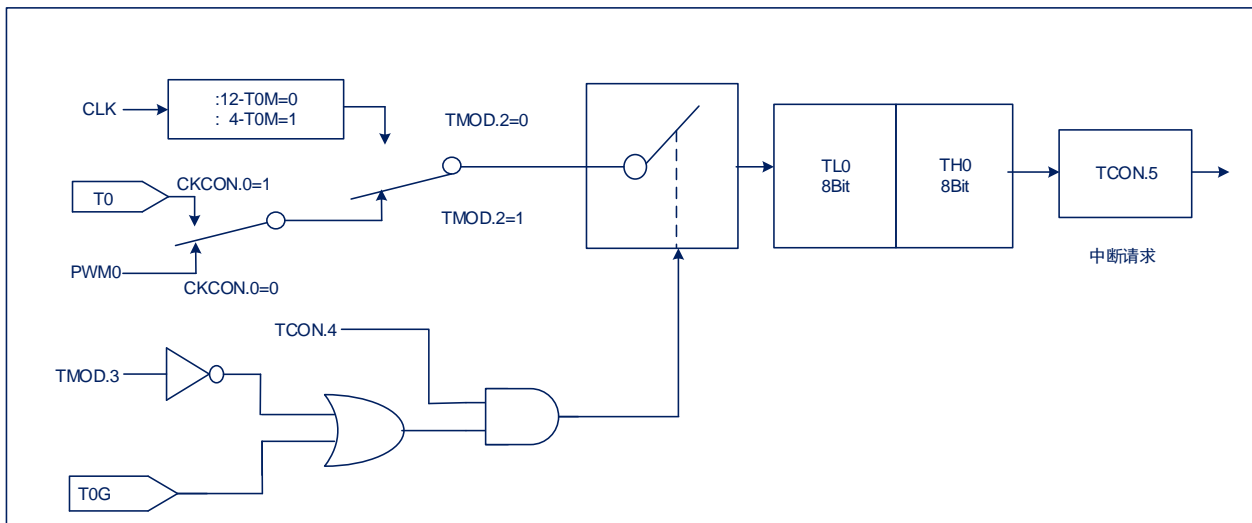 CLK
:12-T0M=0
: 4-T0M=1
TMOD.2=0
T0
CKCON.0=1
TMOD.2=1
PWM0
CKCON.0=0
TL0
8Bit
TH0
8Bit
TCON.5
中断请求
TCON.4
TMOD.3
T0G